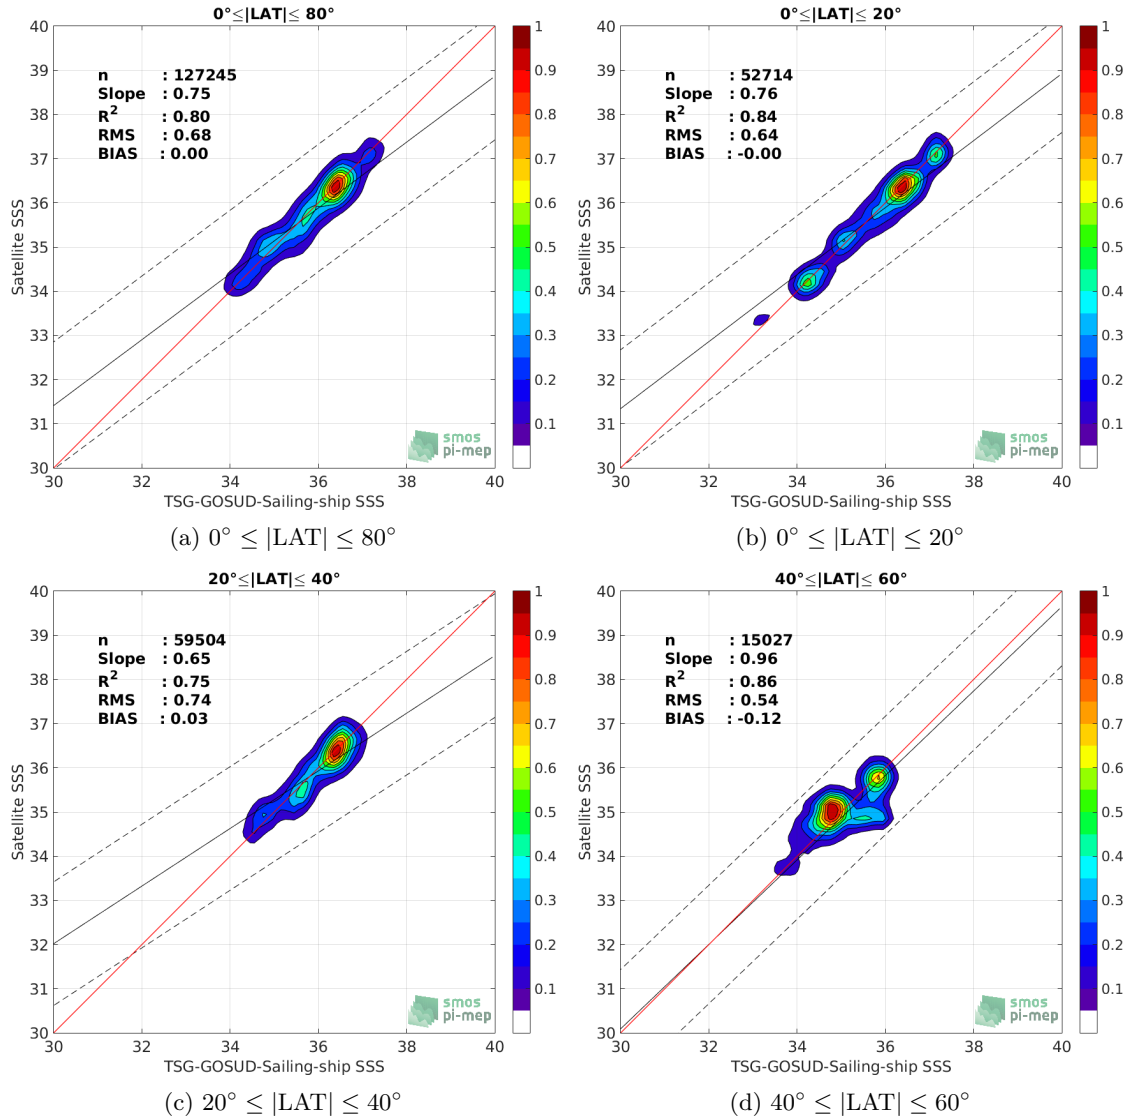 0°≤|LAT|≤ 80°
n : 127245
Slope : 0.75
R² : 0.80
RMS : 0.68
BIAS : 0.00
Satellite SSS
40
39
38
37
36
35
34
33
32
31
30
30 32 34 36 38 40
TSG-GOSUD-Sailing-ship SSS
1
0.9
0.8
0.7
0.6
0.5
0.4
0.3
0.2
0.1
smos
pi-mep
(a) 0° ≤ |LAT| ≤ 80°
0°≤|LAT|≤ 20°
n : 52714
Slope : 0.76
R² : 0.84
RMS : 0.64
BIAS : -0.00
Satellite SSS
40
39
38
37
36
35
34
33
32
31
30
30 32 34 36 38 40
TSG-GOSUD-Sailing-ship SSS
1
0.9
0.8
0.7
0.6
0.5
0.4
0.3
0.2
0.1
smos
pi-mep
(b) 0° ≤ |LAT| ≤ 20°
20°≤|LAT|≤ 40°
n : 59504
Slope : 0.65
R² : 0.75
RMS : 0.74
BIAS : 0.03
Satellite SSS
40
39
38
37
36
35
34
33
32
31
30
30 32 34 36 38 40
TSG-GOSUD-Sailing-ship SSS
1
0.9
0.8
0.7
0.6
0.5
0.4
0.3
0.2
0.1
smos
pi-mep
(c) 20° ≤ |LAT| ≤ 40°
40°≤|LAT|≤ 60°
n : 15027
Slope : 0.96
R² : 0.86
RMS : 0.54
BIAS : -0.12
Satellite SSS
40
39
38
37
36
35
34
33
32
31
30
30 32 34 36 38 40
TSG-GOSUD-Sailing-ship SSS
1
0.9
0.8
0.7
0.6
0.5
0.4
0.3
0.2
0.1
smos
pi-mep
(d) 40° ≤ |LAT| ≤ 60°